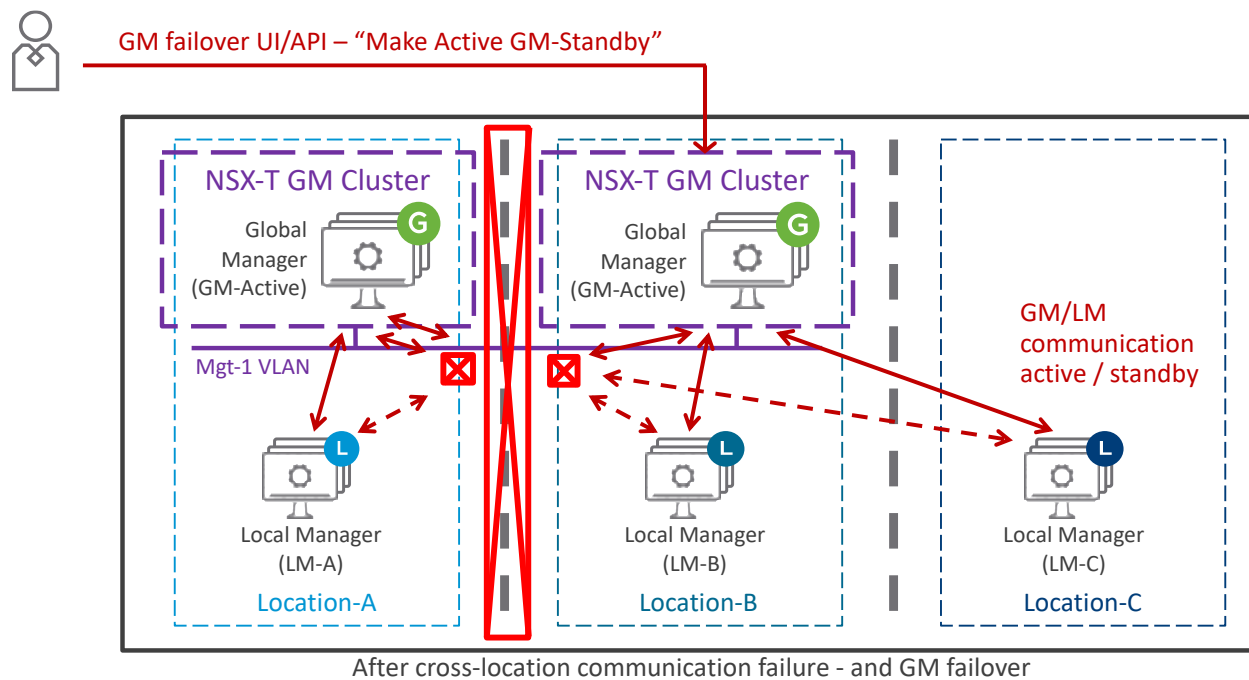 GM failover UI/API – “Make Active GM-Standby”
NSX-T GM Cluster
G
Global
Manager
(GM-Active)
NSX-T GM Cluster
G
Global
Manager
(GM-Active)
GM/LM
communication
active / standby
Mgt-1 VLAN
L
Local Manager
(LM-A)
Location-A
L
Local Manager
(LM-B)
Location-B
L
Local Manager
(LM-C)
Location-C
After cross-location communication failure - and GM failover